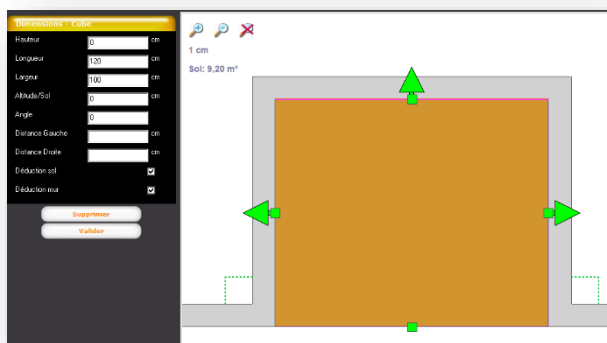 Dimensions - Cube
Hauteur 0 cm
Longueur 120 cm
Largeur 100 cm
Altitude/Sol 0 cm
Angle 0
Distance Gauche cm
Distance Droite cm
Déduction sol
Déduction mur
Supprimer
Valider
1 cm
Sol: 9,20 m²